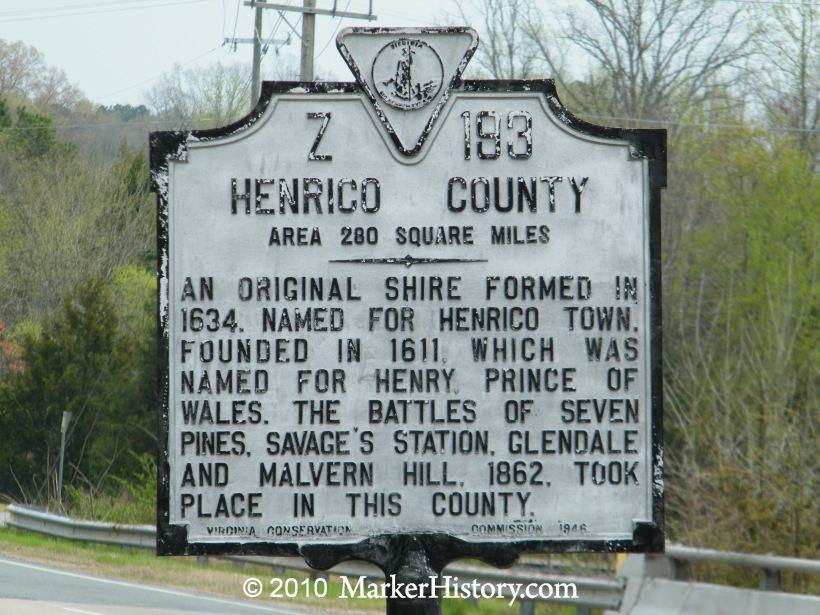 VIRGINIA
Z 193
HENRICO COUNTY
AREA 280 SQUARE MILES
AN ORIGINAL SHIRE FORMED IN
1634. NAMED FOR HENRICO TOWN,
FOUNDED IN 1611, WHICH WAS
NAMED FOR HENRY, PRINCE OF
WALES. THE BATTLES OF SEVEN
PINES, SAVAGE'S STATION, GLENDALE
AND MALVERN HILL, 1862, TOOK
PLACE IN THIS COUNTY.
VIRGINIA CONSERVATION COMMISSION 1946
© 2010 MarkerHistory.com